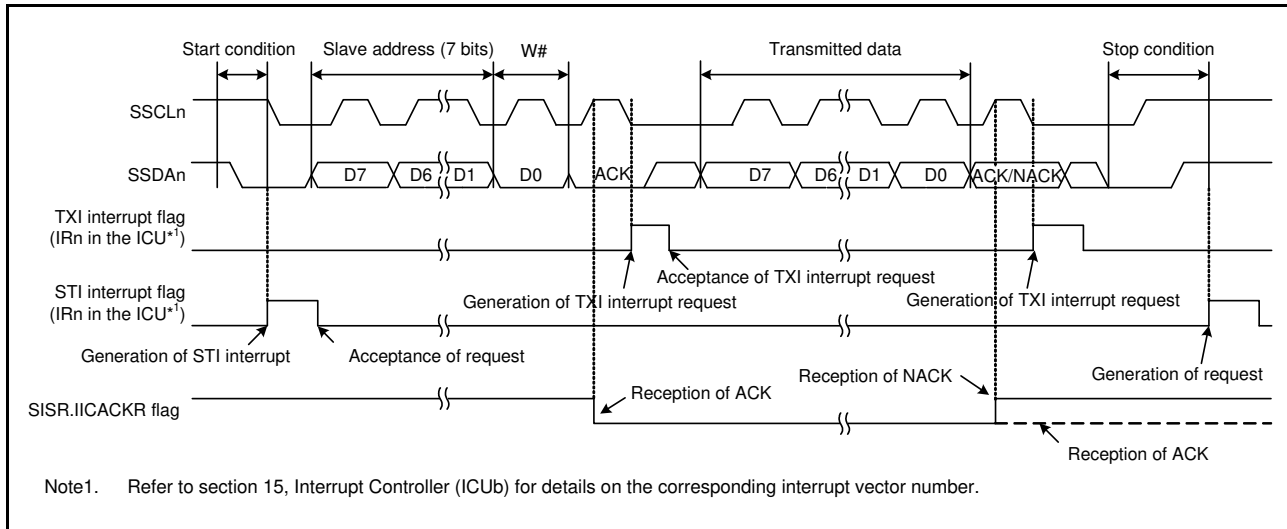 Start condition Slave address (7 bits) W# Transmitted data Stop condition
SSCLn
SSDAn D7 D6 D1 D0 ACK D7 D6 D1 D0 ACK/NACK
TXI interrupt flag
(IRn in the ICU*1)
Acceptance of TXI interrupt request
Generation of TXI interrupt request Generation of TXI interrupt request
STI interrupt flag
(IRn in the ICU*1)
Generation of STI interrupt Acceptance of request
Generation of request
Reception of ACK Reception of NACK
SISR.IICACKR flag
Reception of ACK
Note1. Refer to section 15, Interrupt Controller (ICUb) for details on the corresponding interrupt vector number.